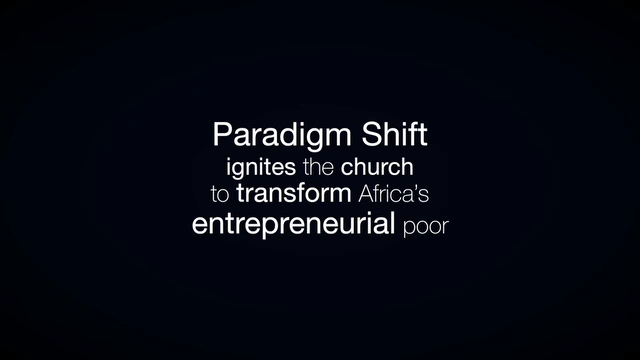 Paradigm Shift
ignites the church
to transform Africa's
entrepreneurial poor